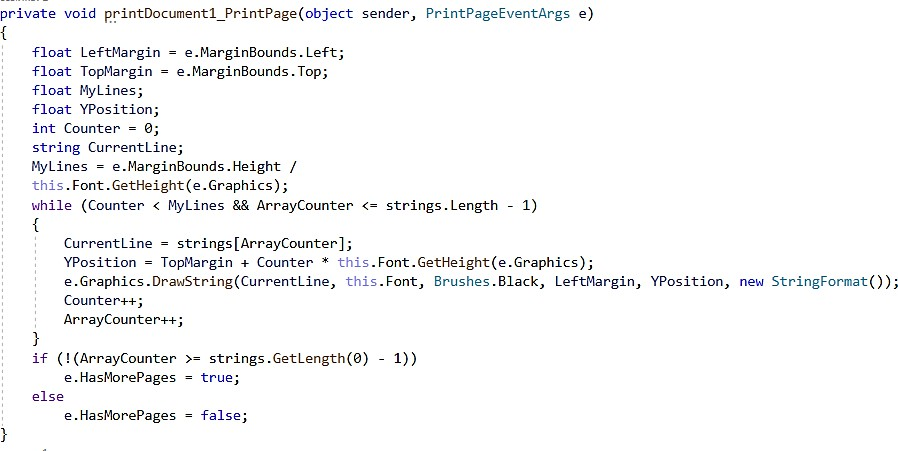 private void printDocument1_PrintPage(object sender, PrintPageEventArgs e)
{
    float LeftMargin = e.MarginBounds.Left;
    float TopMargin = e.MarginBounds.Top;
    float MyLines;
    float YPosition;
    int Counter = 0;
    string CurrentLine;
    MyLines = e.MarginBounds.Height /
    this.Font.GetHeight(e.Graphics);
    while (Counter < MyLines && ArrayCounter <= strings.Length - 1)
    {
        CurrentLine = strings[ArrayCounter];
        YPosition = TopMargin + Counter * this.Font.GetHeight(e.Graphics);
        e.Graphics.DrawString(CurrentLine, this.Font, Brushes.Black, LeftMargin, YPosition, new StringFormat());
        Counter++;
        ArrayCounter++;
    }
    if (!(ArrayCounter >= strings.GetLength(0) - 1))
        e.HasMorePages = true;
    else
        e.HasMorePages = false;
}